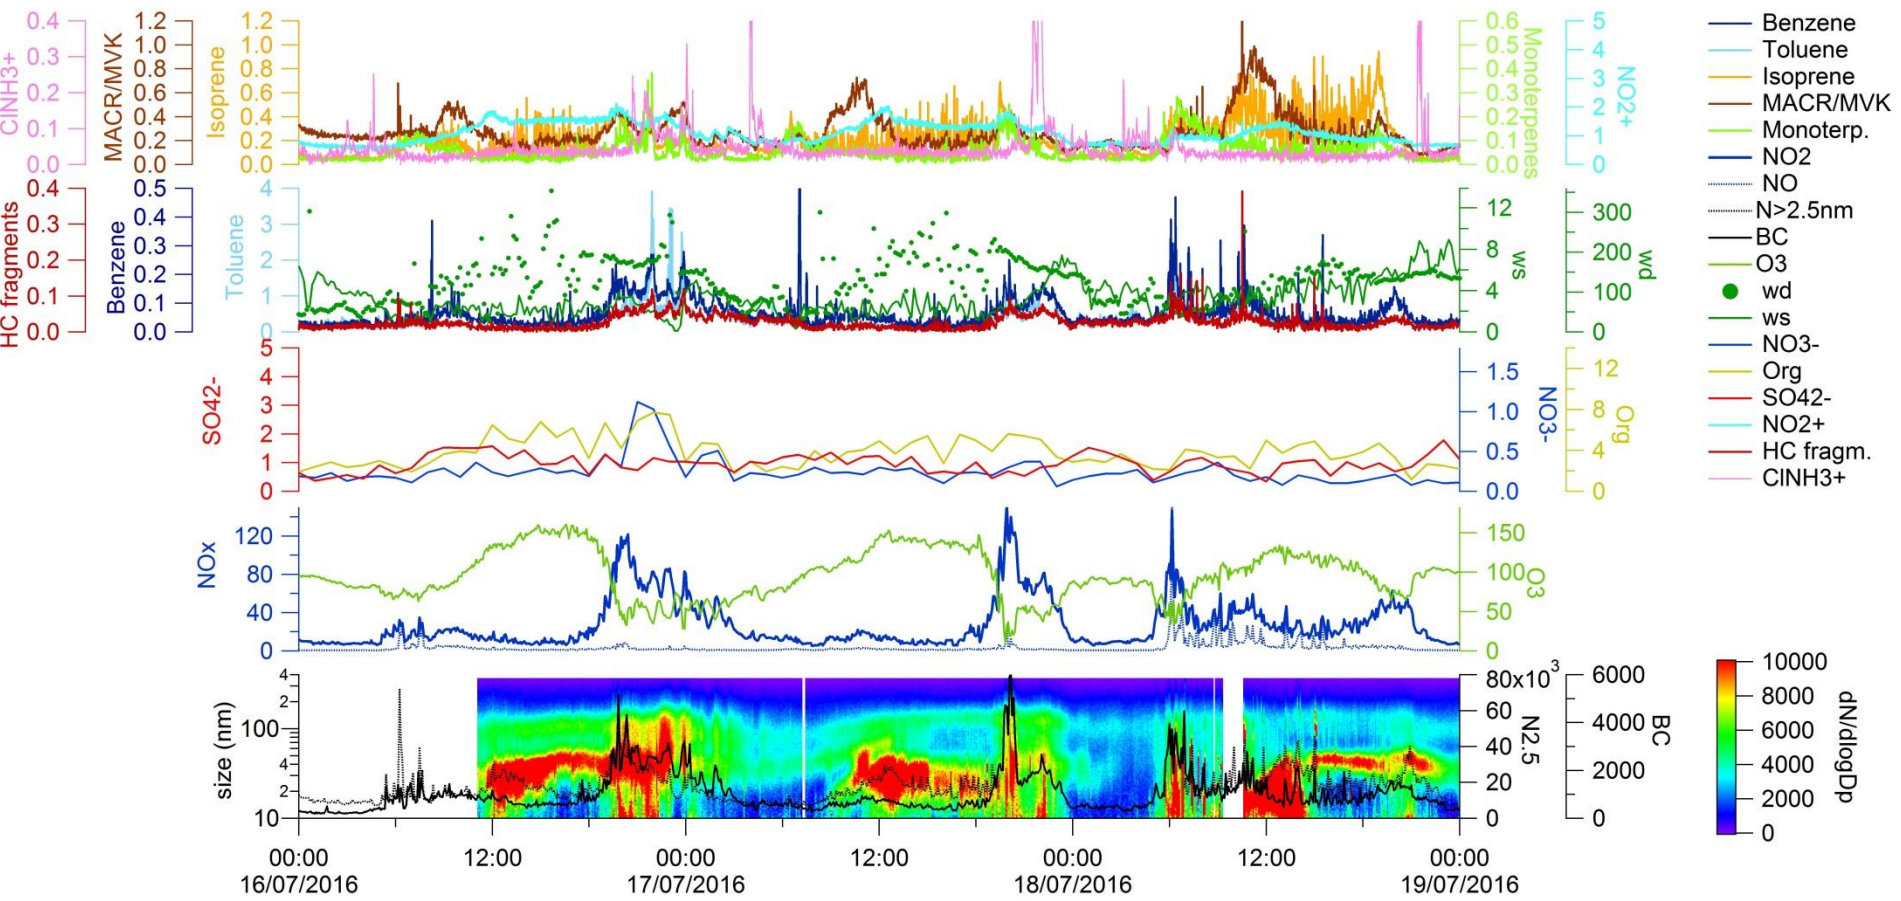 ClNH3+
0.4
0.3
0.2
0.1
0.0
MACR/MVK
1.2
1.0
0.8
0.6
0.4
0.2
0.0
Isoprene
1.2
1.0
0.8
0.6
0.4
0.2
0.0
0.6
0.5
0.4
0.3
0.2
0.1
0.0
Monoterpenes
5
4
3
2
1
0
NO2+
HC fragments
0.4
0.3
0.2
0.1
0.0
Benzene
0.5
0.4
0.3
0.2
0.1
0.0
Toluene
4
3
2
1
0
12
8
4
0
ws
300
200
100
0
wd
SO42-
5
4
3
2
1
0
1.5
1.0
0.5
0.0
NO3-
12
8
4
0
Org
NOx
120
80
40
0
150
100
50
0
O3
size (nm)
4
2
100
4
2
10
80x10³
60
40
20
0
N2.5
6000
4000
2000
0
BC
00:00
16/07/2016
12:00
00:00
17/07/2016
12:00
00:00
18/07/2016
12:00
00:00
19/07/2016
Benzene
Toluene
Isoprene
MACR/MVK
Monoterp.
NO2
NO
N>2.5nm
BC
O3
wd
ws
NO3-
Org
SO42-
NO2+
HC fragm.
ClNH3+
10000
8000
6000
4000
2000
0
dN/dlogDp